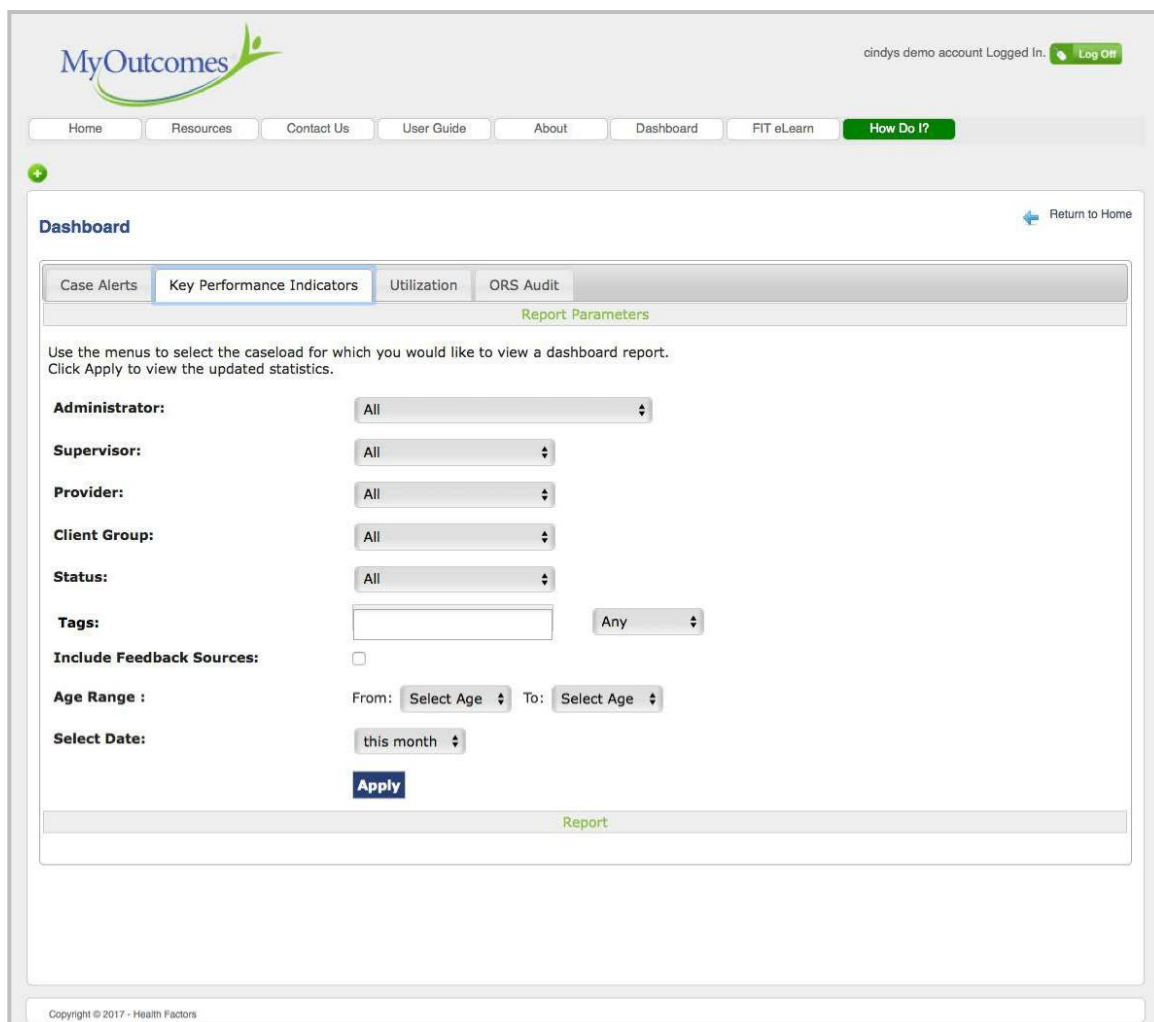 MyOutcomes
cindys demo account Logged In. Log Off
Home Resources Contact Us User Guide About Dashboard FIT eLearn How Do I?
Dashboard
Return to Home
Case Alerts Key Performance Indicators Utilization ORS Audit
Report Parameters
Use the menus to select the caseload for which you would like to view a dashboard report.
Click Apply to view the updated statistics.
Administrator: All
Supervisor: All
Provider: All
Client Group: All
Status: All
Tags: Any
Include Feedback Sources:
Age Range : From: Select Age To: Select Age
Select Date: this month
Apply
Report
Copyright © 2017 - Health Factors